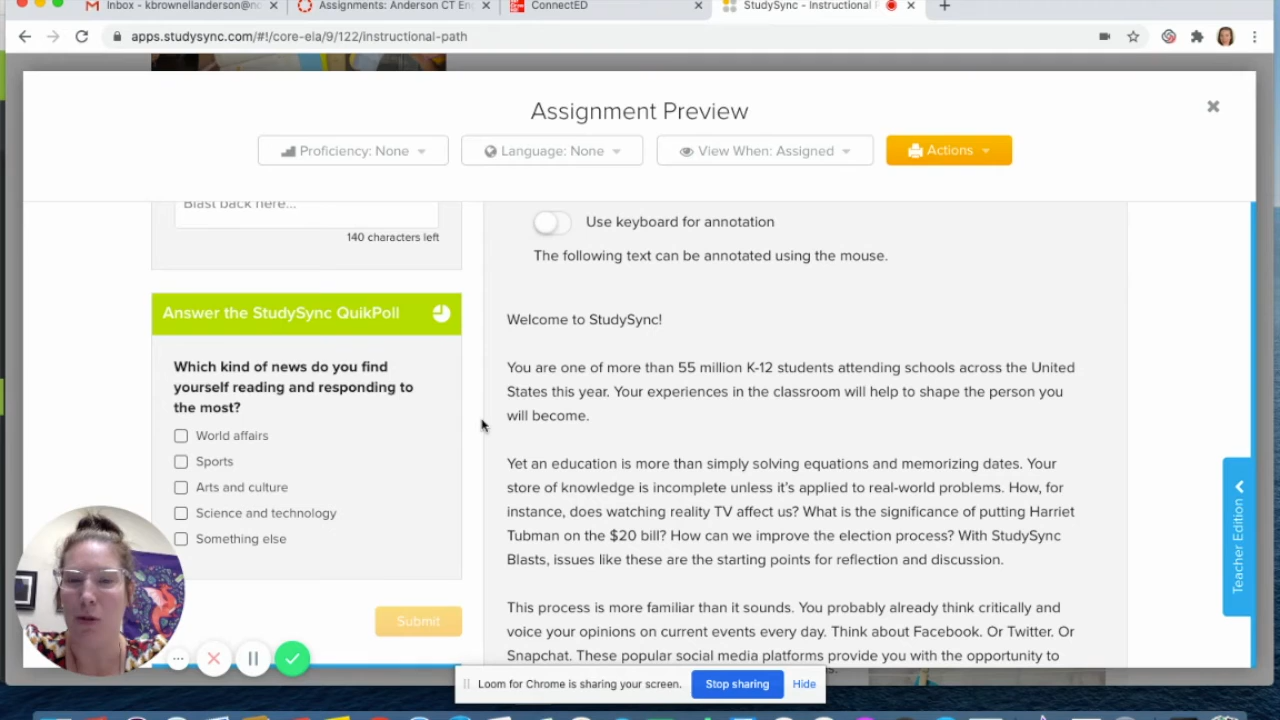 Inbox - kbrownellanderson@no
Assignments: Anderson CT En
ConnectED
StudySync - Instructional P
apps.studysync.com/#!/core-ela/9/122/instructional-path
Assignment Preview
Proficiency: None
Language: None
View When: Assigned
Actions
Blast back here...
140 characters left
Answer the StudySync QuikPoll
Which kind of news do you find
yourself reading and responding to
the most?
World affairs
Sports
Arts and culture
Science and technology
Something else
Submit
Use keyboard for annotation
The following text can be annotated using the mouse.
Welcome to StudySync!
You are one of more than 55 million K-12 students attending schools across the United
States this year. Your experiences in the classroom will help to shape the person you
will become.
Yet an education is more than simply solving equations and memorizing dates. Your
store of knowledge is incomplete unless it's applied to real-world problems. How, for
instance, does watching reality TV affect us? What is the significance of putting Harriet
Tubman on the $20 bill? How can we improve the election process? With StudySync
Blasts, issues like these are the starting points for reflection and discussion.
This process is more familiar than it sounds. You probably already think critically and
voice your opinions on current events every day. Think about Facebook. Or Twitter. Or
Snapchat. These popular social media platforms provide you with the opportunity to
Teacher Edition
Loom for Chrome is sharing your screen.
Stop sharing
Hide